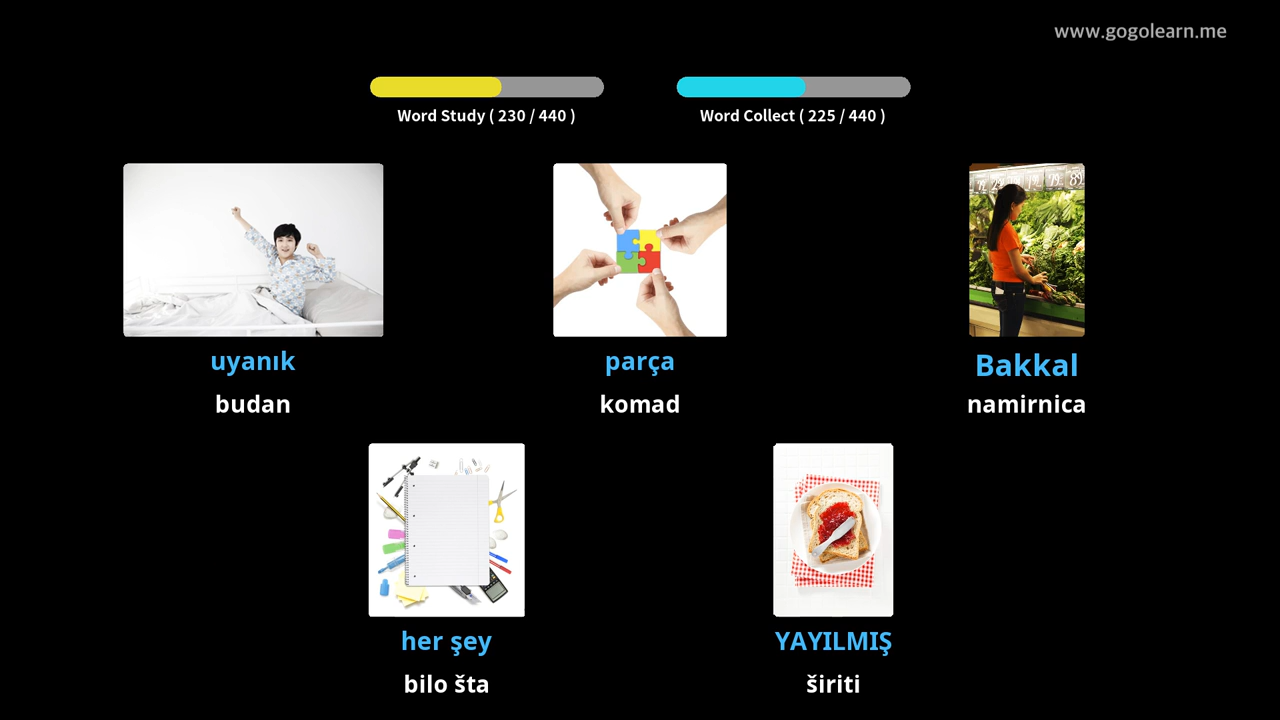 www.gogolearn.me
Word Study ( 230 / 440 )
Word Collect ( 225 / 440 )
uyanık
budan
parça
komad
Bakkal
namirnica
her şey
bilo šta
YAYILMIŞ
širiti